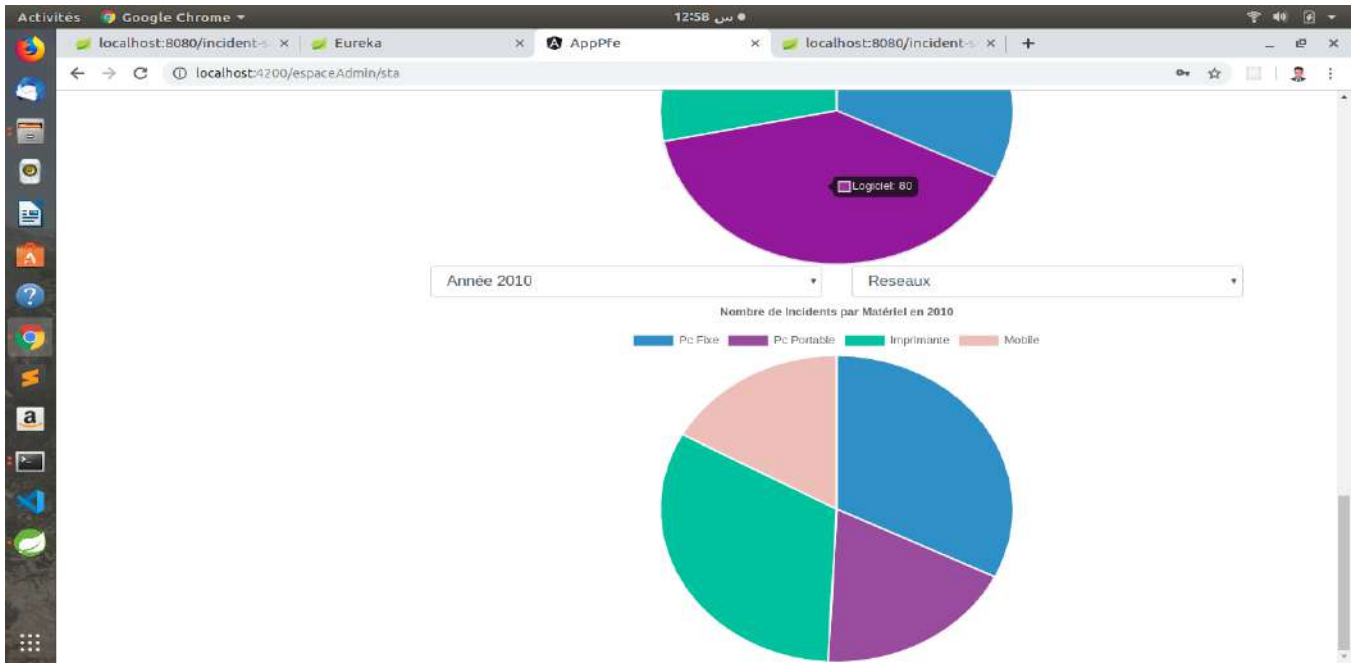 Activités Google Chrome 12:58 س
localhost:8080/incident-s Eureka AppPfe localhost:8080/incident-s
localhost:4200/espaceAdmin/sta
Logiciel: 80
Année 2010 Reseaux
Nombre de Incidents par Matériel en 2010
Pc Fixe Pc Portable Imprimante Mobile